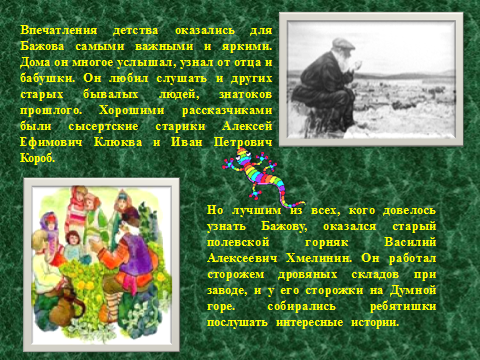 Впечатления детства оказались для
Бажова самыми важными и яркими.
Дома он многое услышал, узнал от отца и
бабушки. Он любил слушать и других
старых бывалых людей, знатоков
прошлого. Хорошими рассказчиками
были сысертские старики Алексей
Ефимович Клюква и Иван Петрович
Короб.
Но лучшим из всех, кого довелось
узнать Бажову, оказался старый
полевской горняк Василий
Алексеевич Хмелинин. Он работал
сторожем дровяных складов при
заводе, и у его сторожки на Думной
горе. собирались ребятишки
послушать интересные истории.